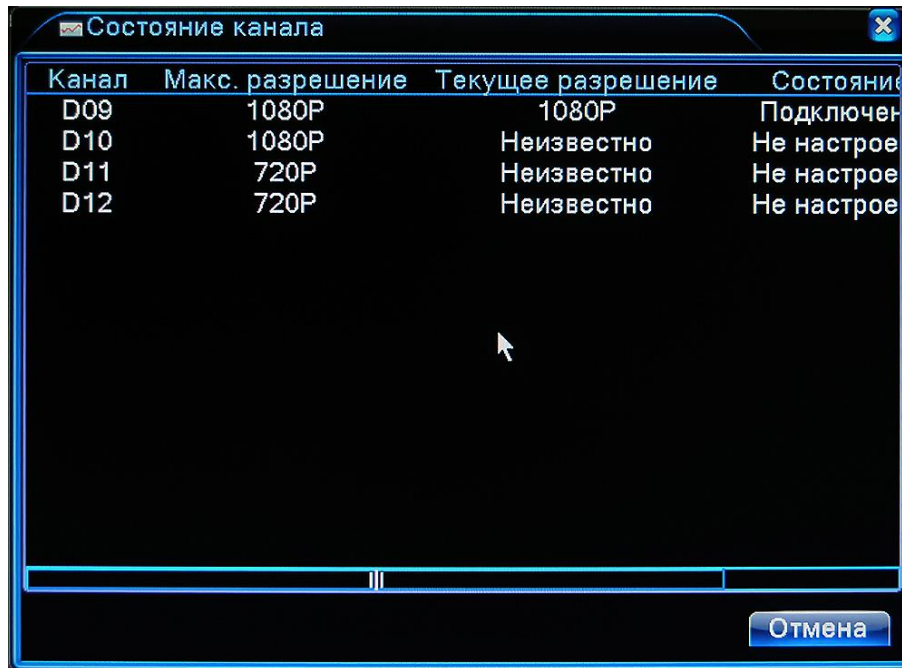 Состояние канала
Канал Макс. разрешение Текущее разрешение Состояние
D09 1080P 1080P Подключен
D10 1080P Неизвестно Не настрое
D11 720P Неизвестно Не настрое
D12 720P Неизвестно Не настрое
Отмена